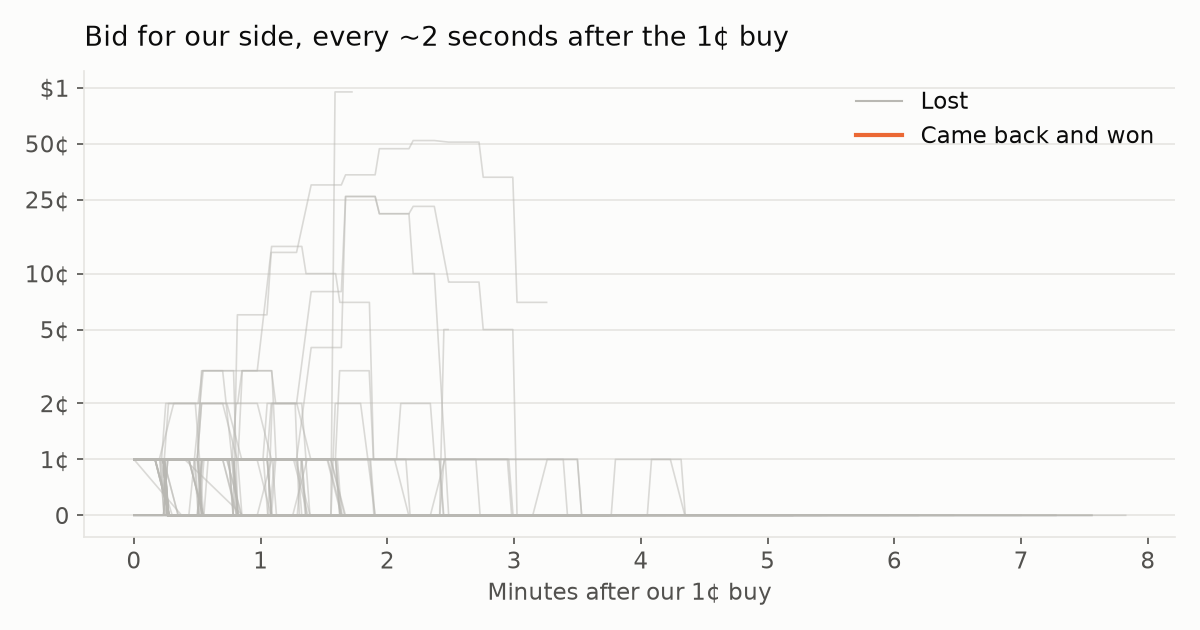 Bid for our side, every ~2 seconds after the 1¢ buy
$1
50¢
25¢
10¢
5¢
2¢
1¢
0
Lost
Came back and won
0 1 2 3 4 5 6 7 8
Minutes after our 1¢ buy